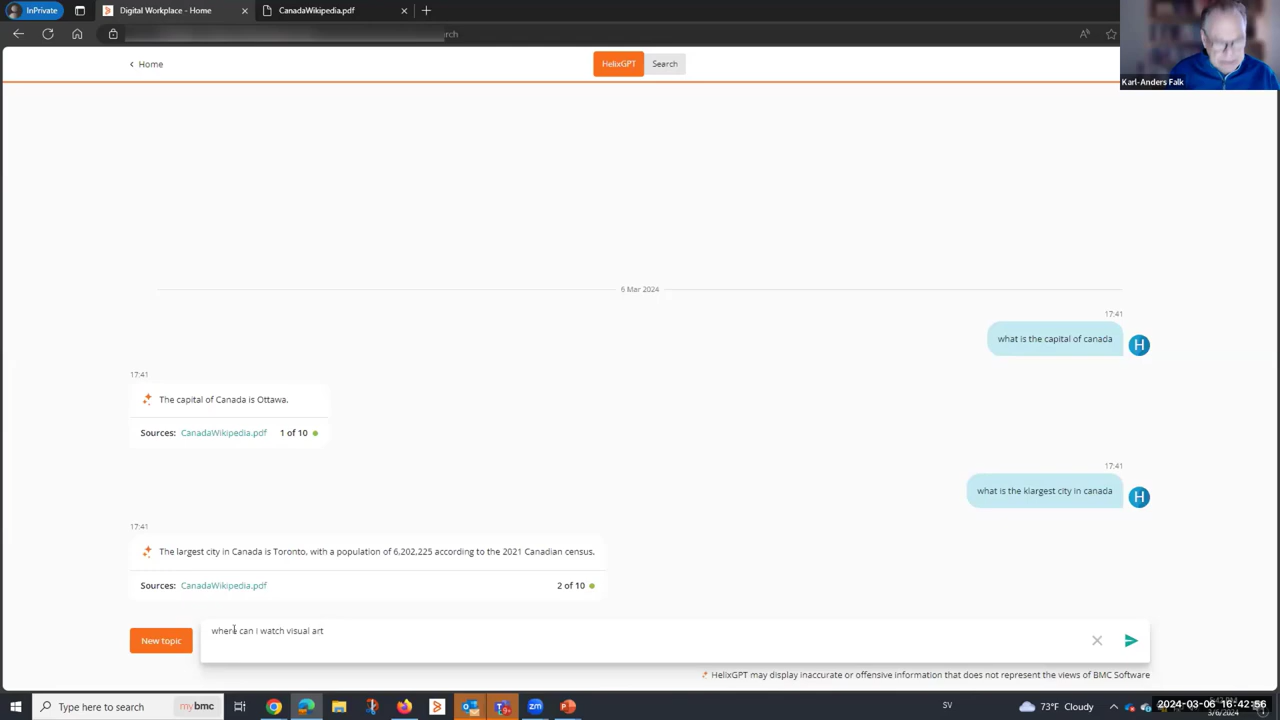 InPrivate
Digital Workplace - Home
CanadaWikipedia.pdf
rch
Home
HelixGPT
Search
Karl-Anders Falk
6 Mar 2024
17:41
what is the capital of canada
H
17:41
The capital of Canada is Ottawa.
Sources: CanadaWikipedia.pdf 1 of 10
17:41
what is the klargest city in canada
H
17:41
The largest city in Canada is Toronto, with a population of 6,202,225 according to the 2021 Canadian census.
Sources: CanadaWikipedia.pdf 2 of 10
New topic
where can i watch visual art
HelixGPT may display inaccurate or offensive information that does not represent the views of BMC Software
Type here to search
mybmc
SV
73°F Cloudy
2024-03-06 16:42:56
3/6/2024